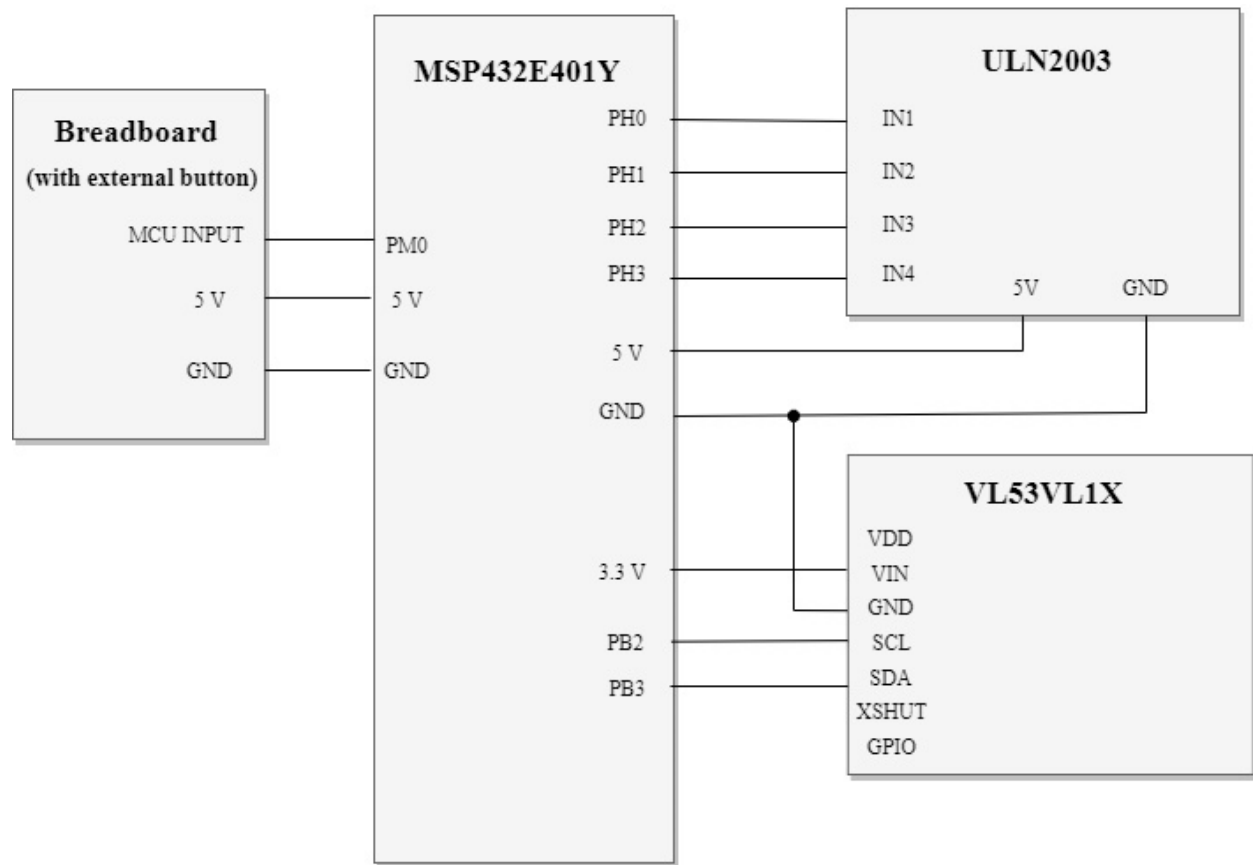 Breadboard
(with external button)
MCU INPUT
5 V
GND
MSP432E401Y
PM0
5 V
GND
PH0
PH1
PH2
PH3
5 V
GND
3.3 V
PB2
PB3
ULN2003
IN1
IN2
IN3
IN4
5V GND
VL53VL1X
VDD
VIN
GND
SCL
SDA
XSHUT
GPIO